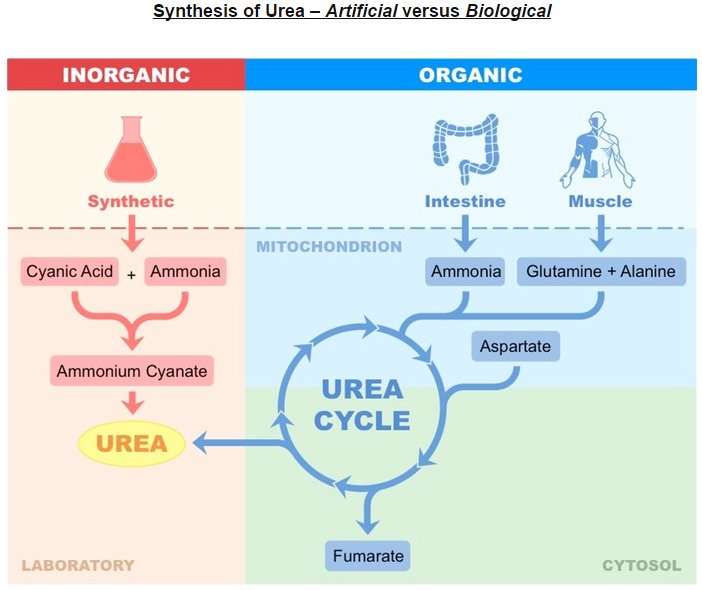 Synthesis of Urea – Artificial versus Biological
INORGANIC
ORGANIC
Synthetic
Intestine
Muscle
MITOCHONDRION
Cyanic Acid + Ammonia
Ammonia
Glutamine + Alanine
Aspartate
Ammonium Cyanate
UREA
CYCLE
UREA
Fumarate
LABORATORY
CYTOSOL